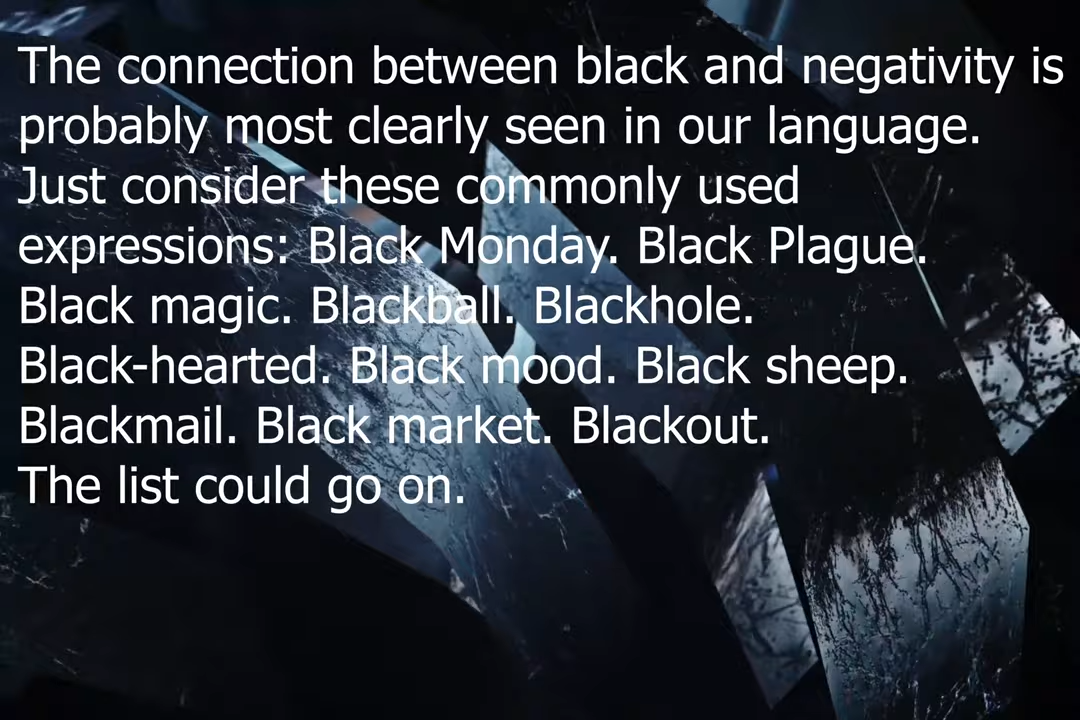 The connection between black and negativity is
probably most clearly seen in our language.
Just consider these commonly used
expressions: Black Monday. Black Plague.
Black magic. Blackball. Blackhole.
Black-hearted. Black mood. Black sheep.
Blackmail. Black market. Blackout.
The list could go on.